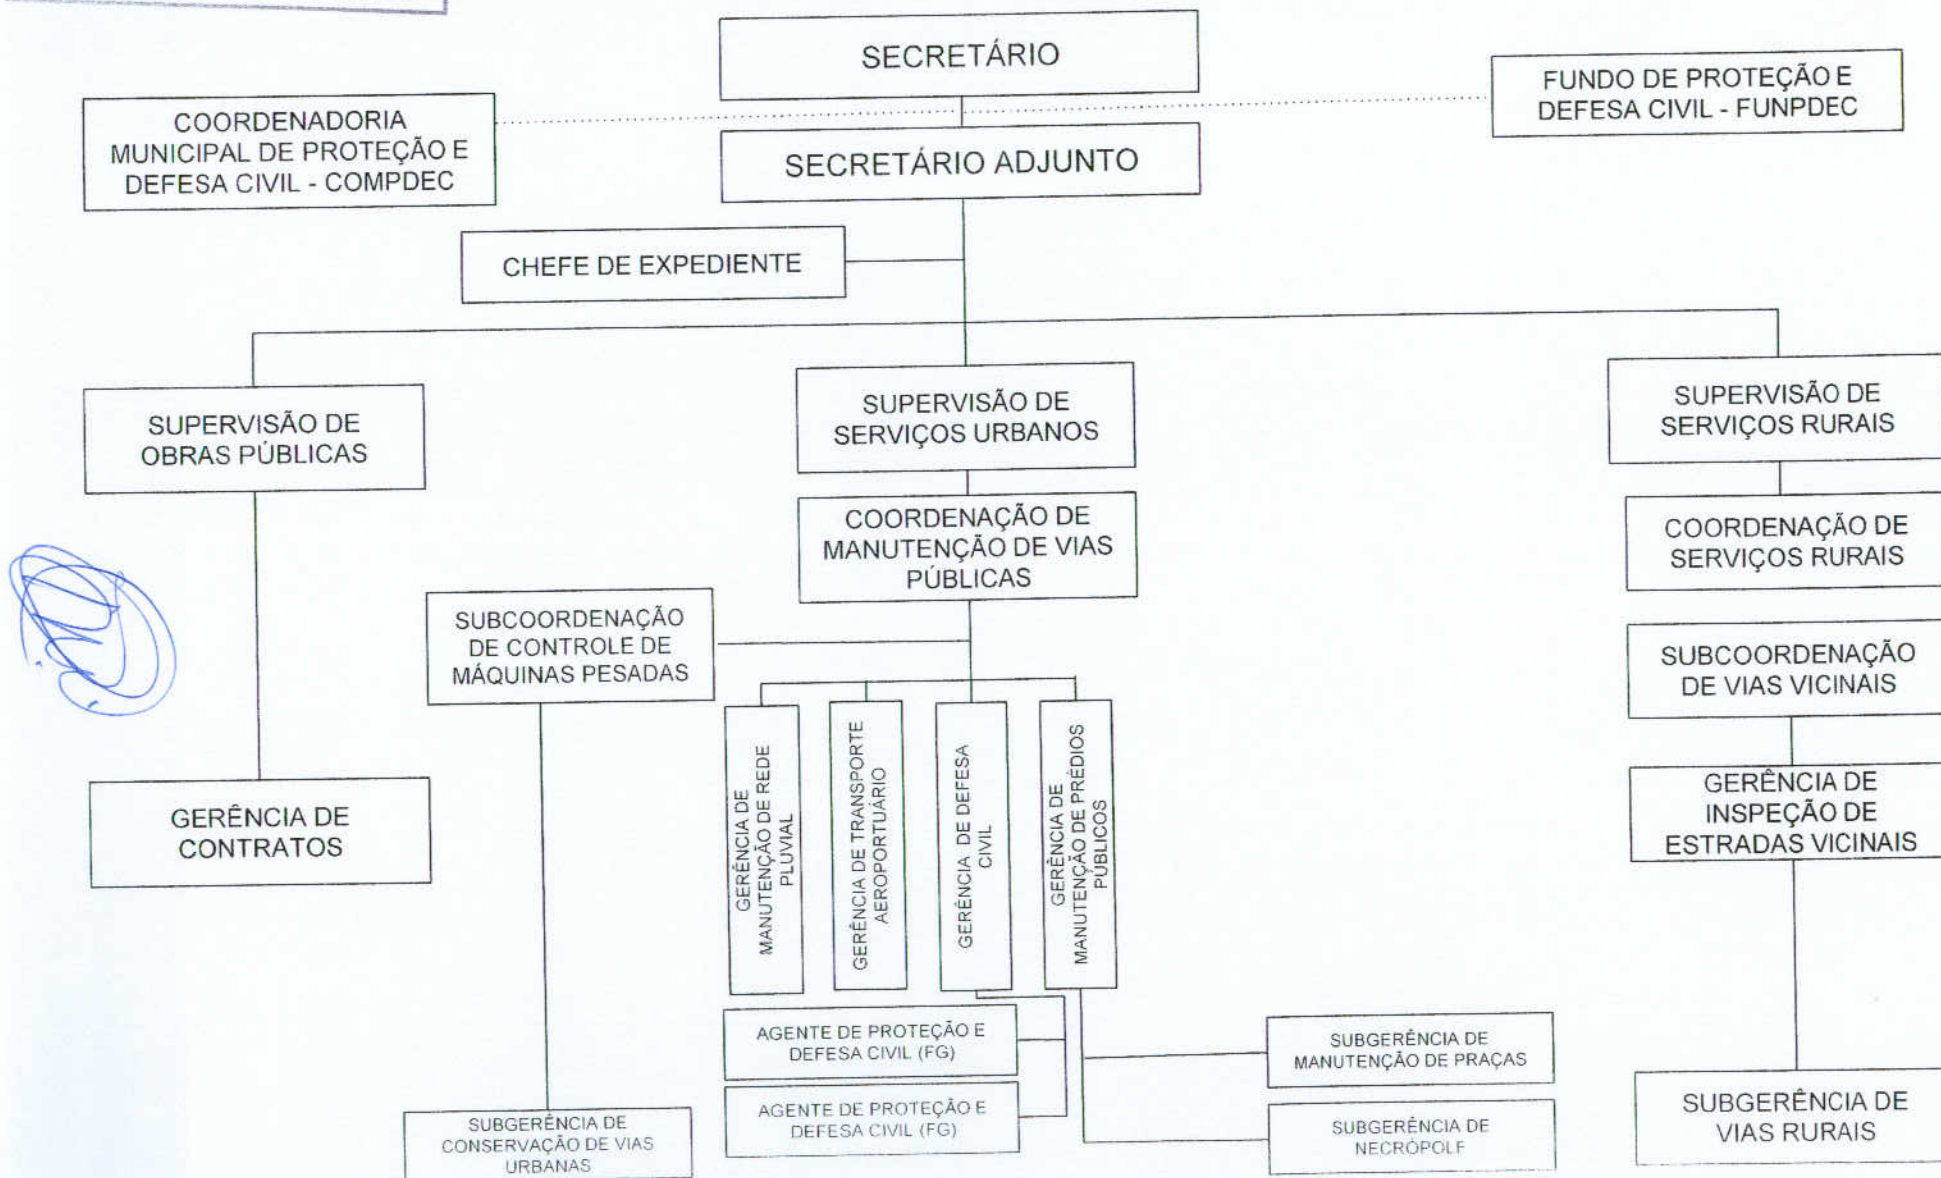 SECRETÁRIO
FUNDO DE PROTEÇÃO E
DEFESA CIVIL - FUNPDEC
COORDENADORIA
MUNICIPAL DE PROTEÇÃO E
DEFESA CIVIL - COMPDEC
SECRETÁRIO ADJUNTO
CHEFE DE EXPEDIENTE
SUPERVISÃO DE
OBRAS PÚBLICAS
SUPERVISÃO DE
SERVIÇOS URBANOS
SUPERVISÃO DE
SERVIÇOS RURAIS
COORDENAÇÃO DE
MANUTENÇÃO DE VIAS
PÚBLICAS
COORDENAÇÃO DE
SERVIÇOS RURAIS
SUBCOORDENAÇÃO
DE CONTROLE DE
MÁQUINAS PESADAS
SUBCOORDENAÇÃO
DE VIAS VICINAIS
GERÊNCIA DE
CONTRATOS
GERÊNCIA DE
MANUTENÇÃO DE REDE
PLUVIAL
GERÊNCIA DE TRANSPORTE
AEROPORTUÁRIO
GERÊNCIA DE DEFESA
CIVIL
GERÊNCIA DE
MANUTENÇÃO DE PRÉDIOS
PÚBLICOS
GERÊNCIA DE
INSPEÇÃO DE
ESTRADAS VICINAIS
AGENTE DE PROTEÇÃO E
DEFESA CIVIL (FG)
SUBGERÊNCIA DE
MANUTENÇÃO DE PRAÇAS
AGENTE DE PROTEÇÃO E
DEFESA CIVIL (FG)
SUBGERÊNCIA DE
CONSERVAÇÃO DE VIAS
URBANAS
SUBGERÊNCIA DE
NECRÓPOLE
SUBGERÊNCIA DE
VIAS RURAIS